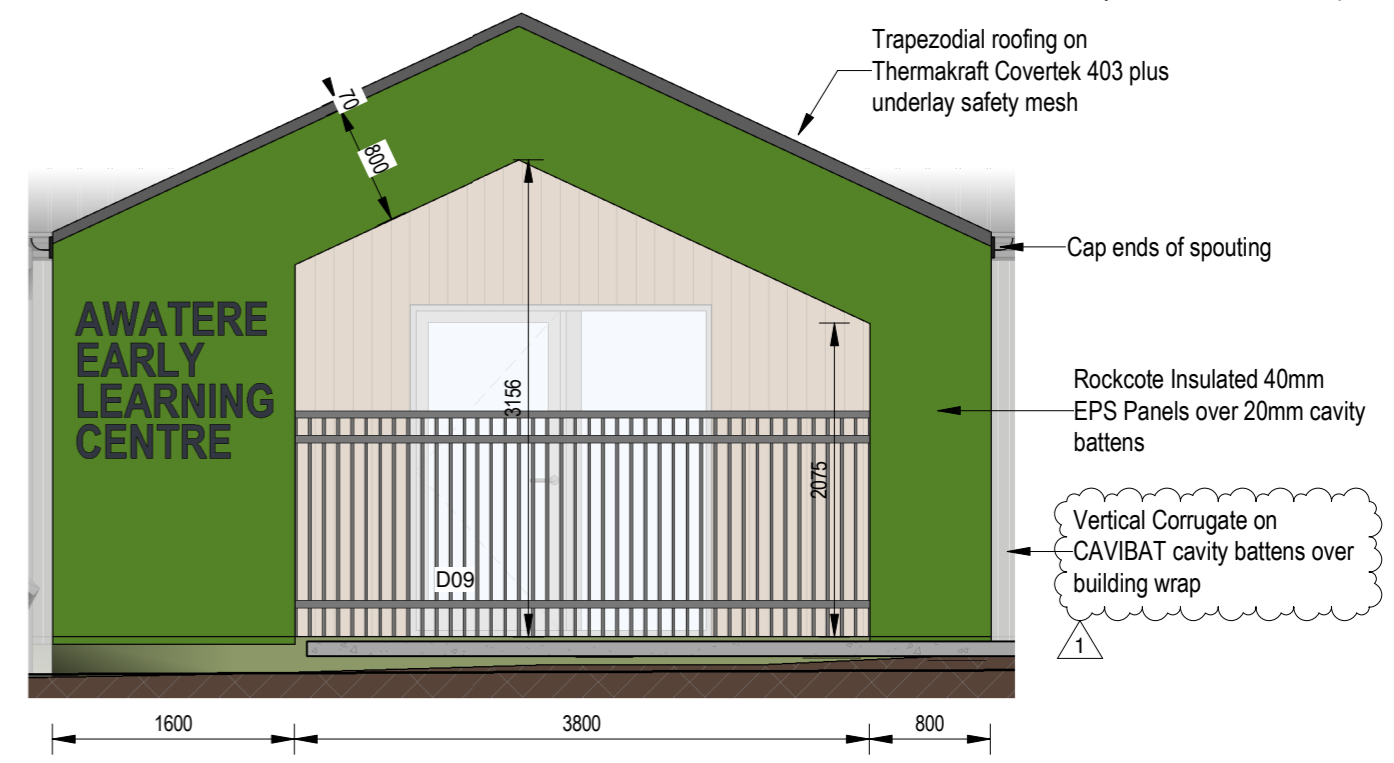 Trapezodial roofing on
Thermakraft Covertek 403 plus
underlay safety mesh
70
800
Cap ends of spouting
AWATERE
EARLY
LEARNING
CENTRE
3156
2075
Rockcote Insulated 40mm
EPS Panels over 20mm cavity
battens
Vertical Corrugate on
CAVIBAT cavity battens over
building wrap
D09
1
1600
3800
800